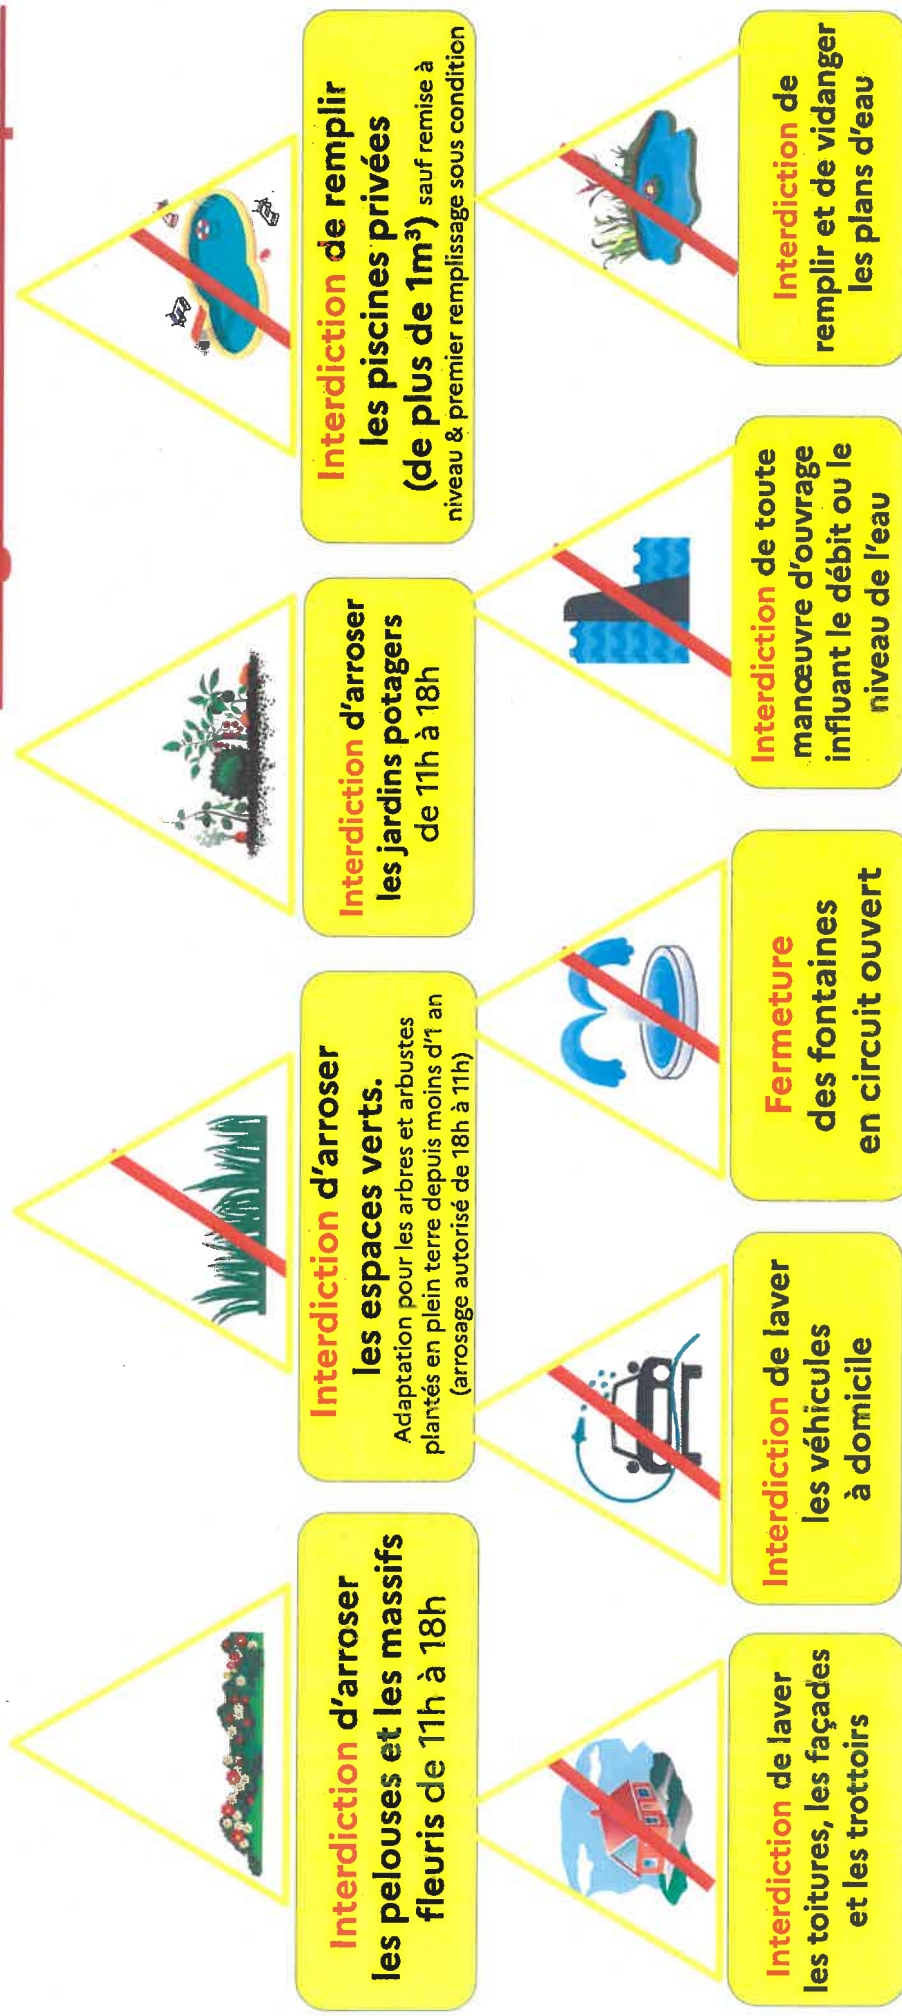 Interdiction d'arroser
les pelouses et les massifs
fleuris de 11h à 18h
Interdiction d'arroser
les espaces verts.
Adaptation pour les arbres et arbustes
plantés en plein terre depuis moins d'1 an
(arrosage autorisé de 18h à 11h)
Interdiction d'arroser
les jardins potagers
de 11h à 18h
Interdiction de remplir
les piscines privées
(de plus de 1m³) sauf remise à
niveau & premier remplissage sous condition
Interdiction de laver
les toitures, les façades
et les trottoirs
Interdiction de laver
les véhicules
à domicile
Fermeture
des fontaines
en circuit ouvert
Interdiction de toute
manœuvre d'ouvrage
influant le débit ou le
niveau de l'eau
Interdiction de
remplir et de vidanger
les plans d'eau